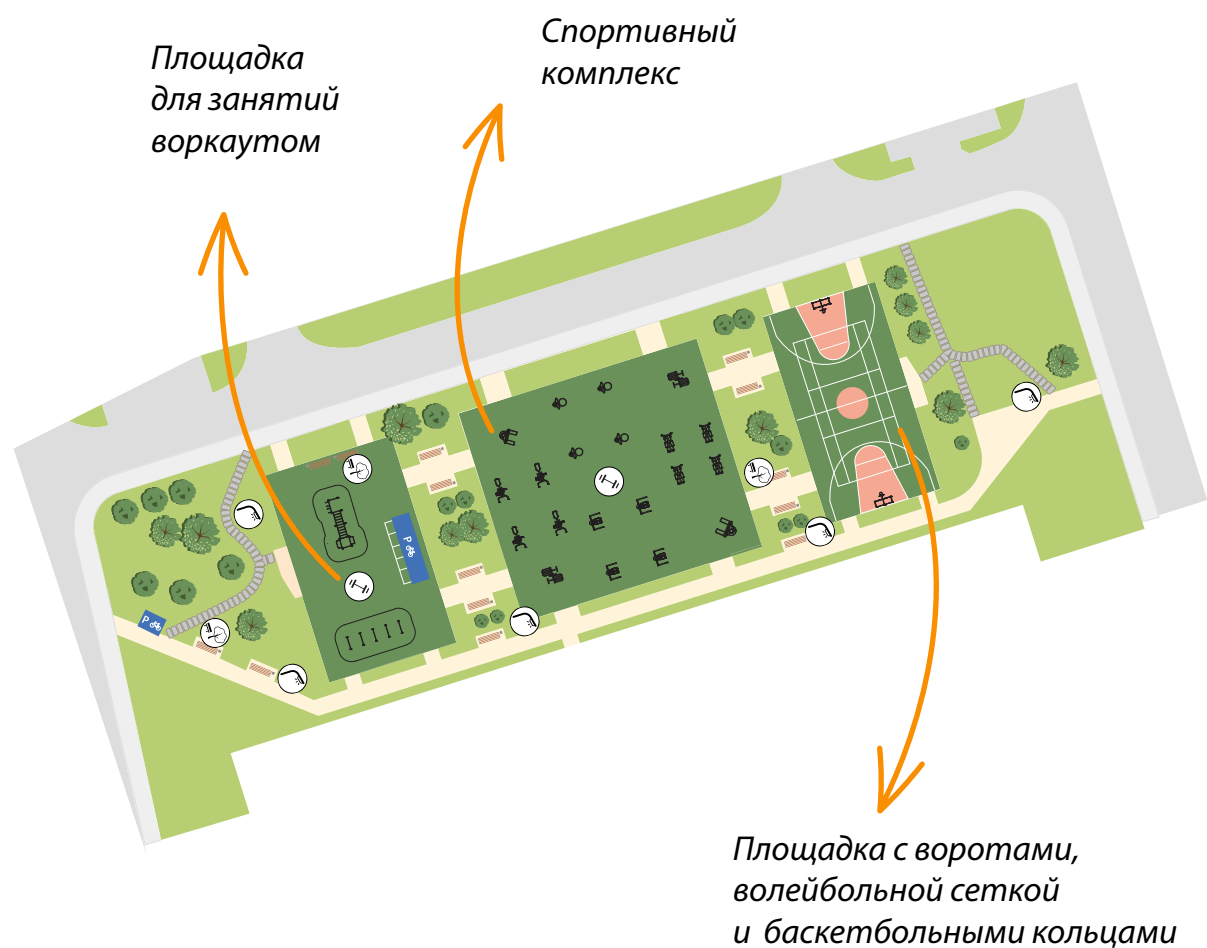 Спортивный
комплекс
Площадка
для занятий
воркаутом
P
P
Площадка с воротами,
волейбольной сеткой
и баскетбольными кольцами